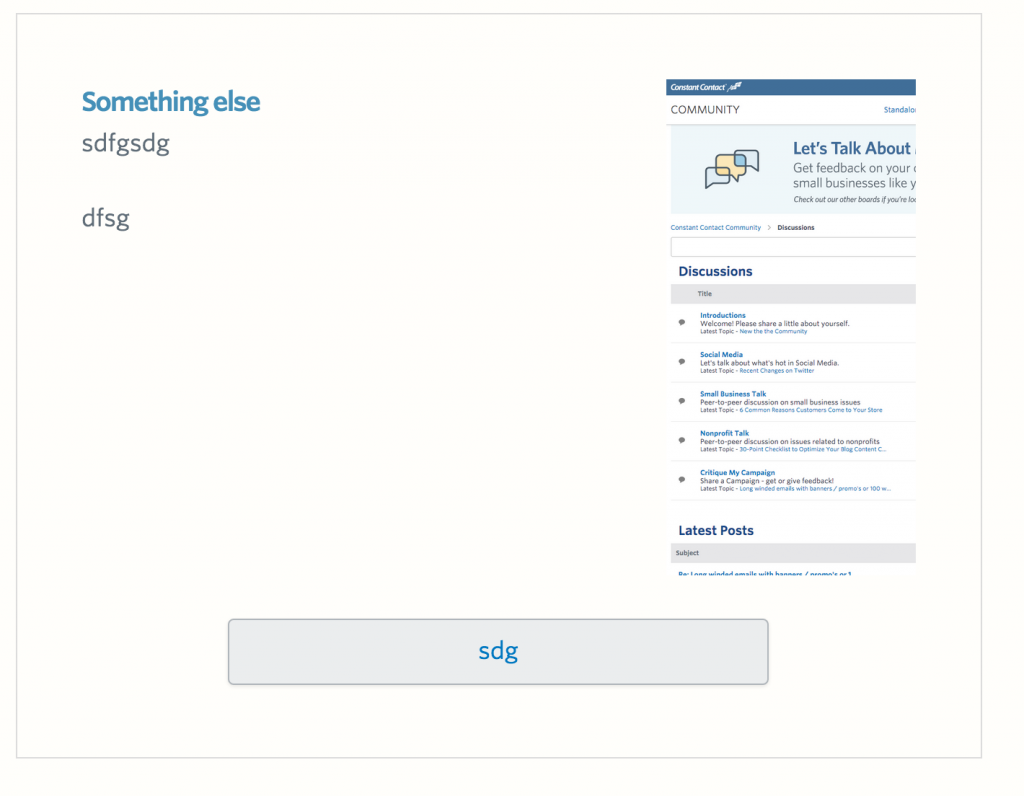 Something else
sdfgsdg
dfsg
Constant Contact
COMMUNITY
Standalo
Let's Talk About
Get feedback on your
small businesses like y
Check out our other boards if you're loo
Constant Contact Community > Discussions
Discussions
Title
Introductions
Welcome! Please share a little about yourself.
Latest Topic - New the the Community
Social Media
Let's talk about what's hot in Social Media.
Latest Topic - Recent Changes on Twitter
Small Business Talk
Peer-to-peer discussion on small business issues
Latest Topic - 6 Common Reasons Customers Come to Your Store
Nonprofit Talk
Peer-to-peer discussion on issues related to nonprofits
Latest Topic - 30-Point Checklist to Optimize Your Blog Content C...
Critique My Campaign
Share a Campaign - get or give feedback!
Latest Topic - Long winded emails with banners / promo's or 100 w...
Latest Posts
Subject
Re: Long winded emails with banners / promo's or 1
sdg